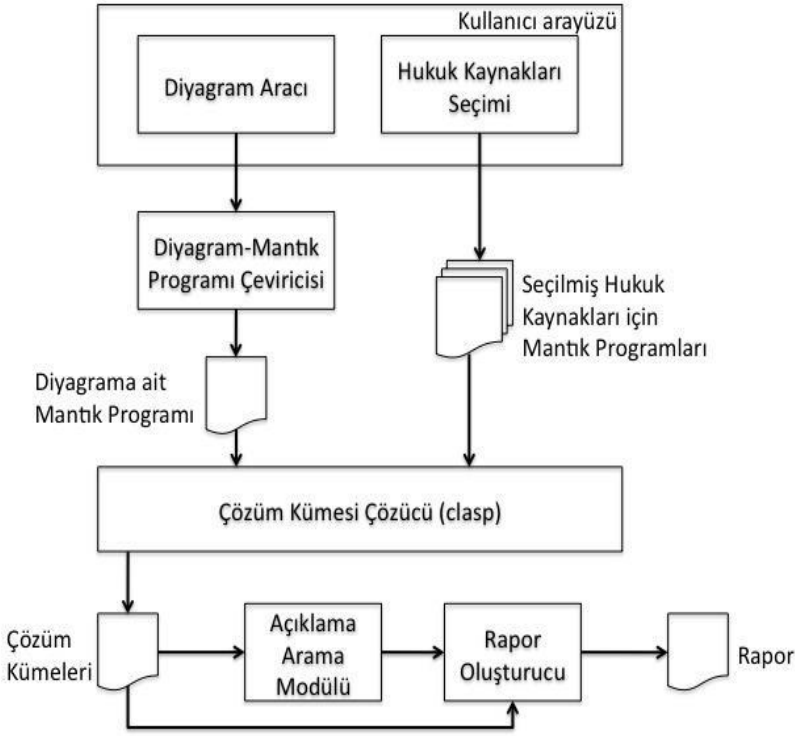 Kullanıcı arayüzü
Diyagram Aracı
Hukuk Kaynakları
Seçimi
Diyagram-Mantık
Programı Çeviricisi
Seçilmiş Hukuk
Kaynakları için
Mantık Programları
Diyagrama ait
Mantık Programı
Çözüm Kümesi Çözücü (clasp)
Çözüm
Kümeleri
Açıklama
Arama
Modülü
Rapor
Oluşturucu
Rapor